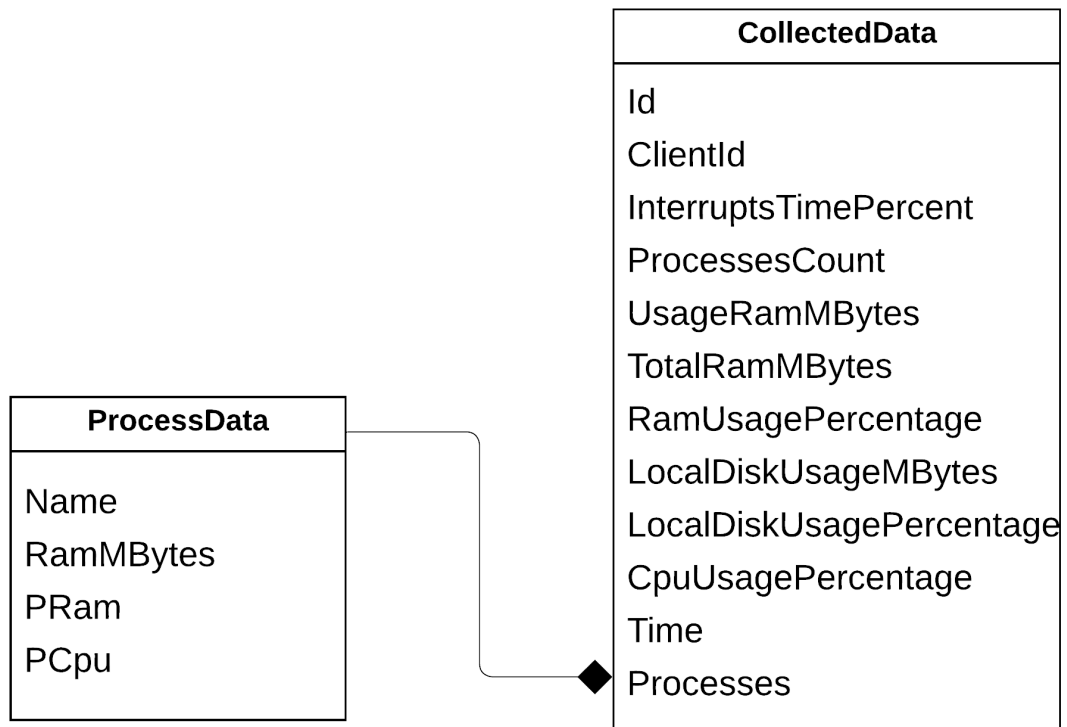 CollectedData
Id
ClientId
InterruptsTimePercent
ProcessesCount
UsageRamMBytes
TotalRamMBytes
RamUsagePercentage
LocalDiskUsageMBytes
LocalDiskUsagePercentage
CpuUsagePercentage
Time
Processes
ProcessData
Name
RamMBytes
PRam
PCpu